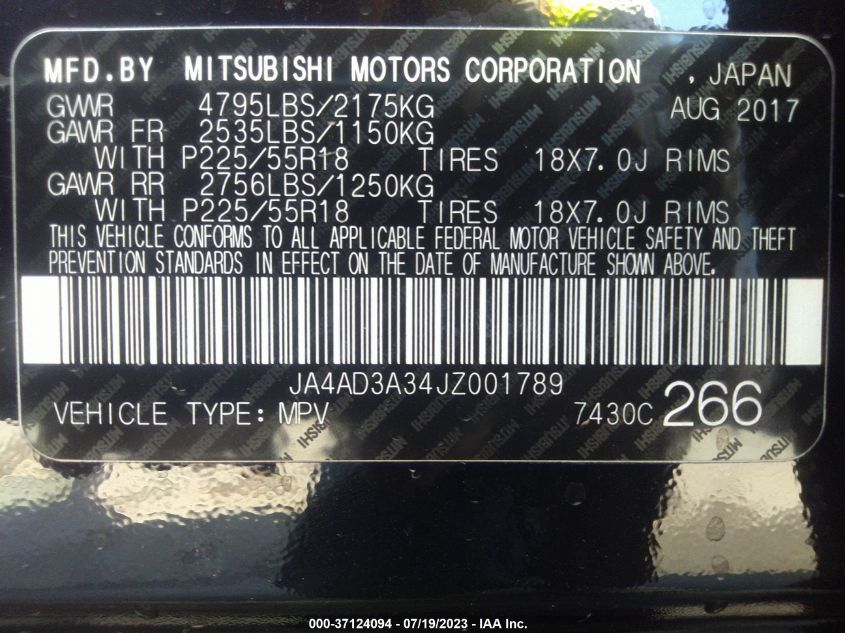 MFD.BY MITSUBISHI MOTORS CORPORATION , JAPAN
GVWR 4795LBS/2175KG AUG 2017
GAWR FR 2535LBS/1150KG
WITH P225/55R18 TIRES 18X7.0J RIMS
GAWR RR 2756LBS/1250KG
WITH P225/55R18 TIRES 18X7.0J RIMS
THIS VEHICLE CONFORMS TO ALL APPLICABLE FEDERAL MOTOR VEHICLE SAFETY AND THEFT
PREVENTION STANDARDS IN EFFECT ON THE DATE OF MANUFACTURE SHOWN ABOVE.
JA4AD3A34JZ001789
VEHICLE TYPE: MPV 7430C 266
000-37124094 - 07/19/2023 - IAA Inc.